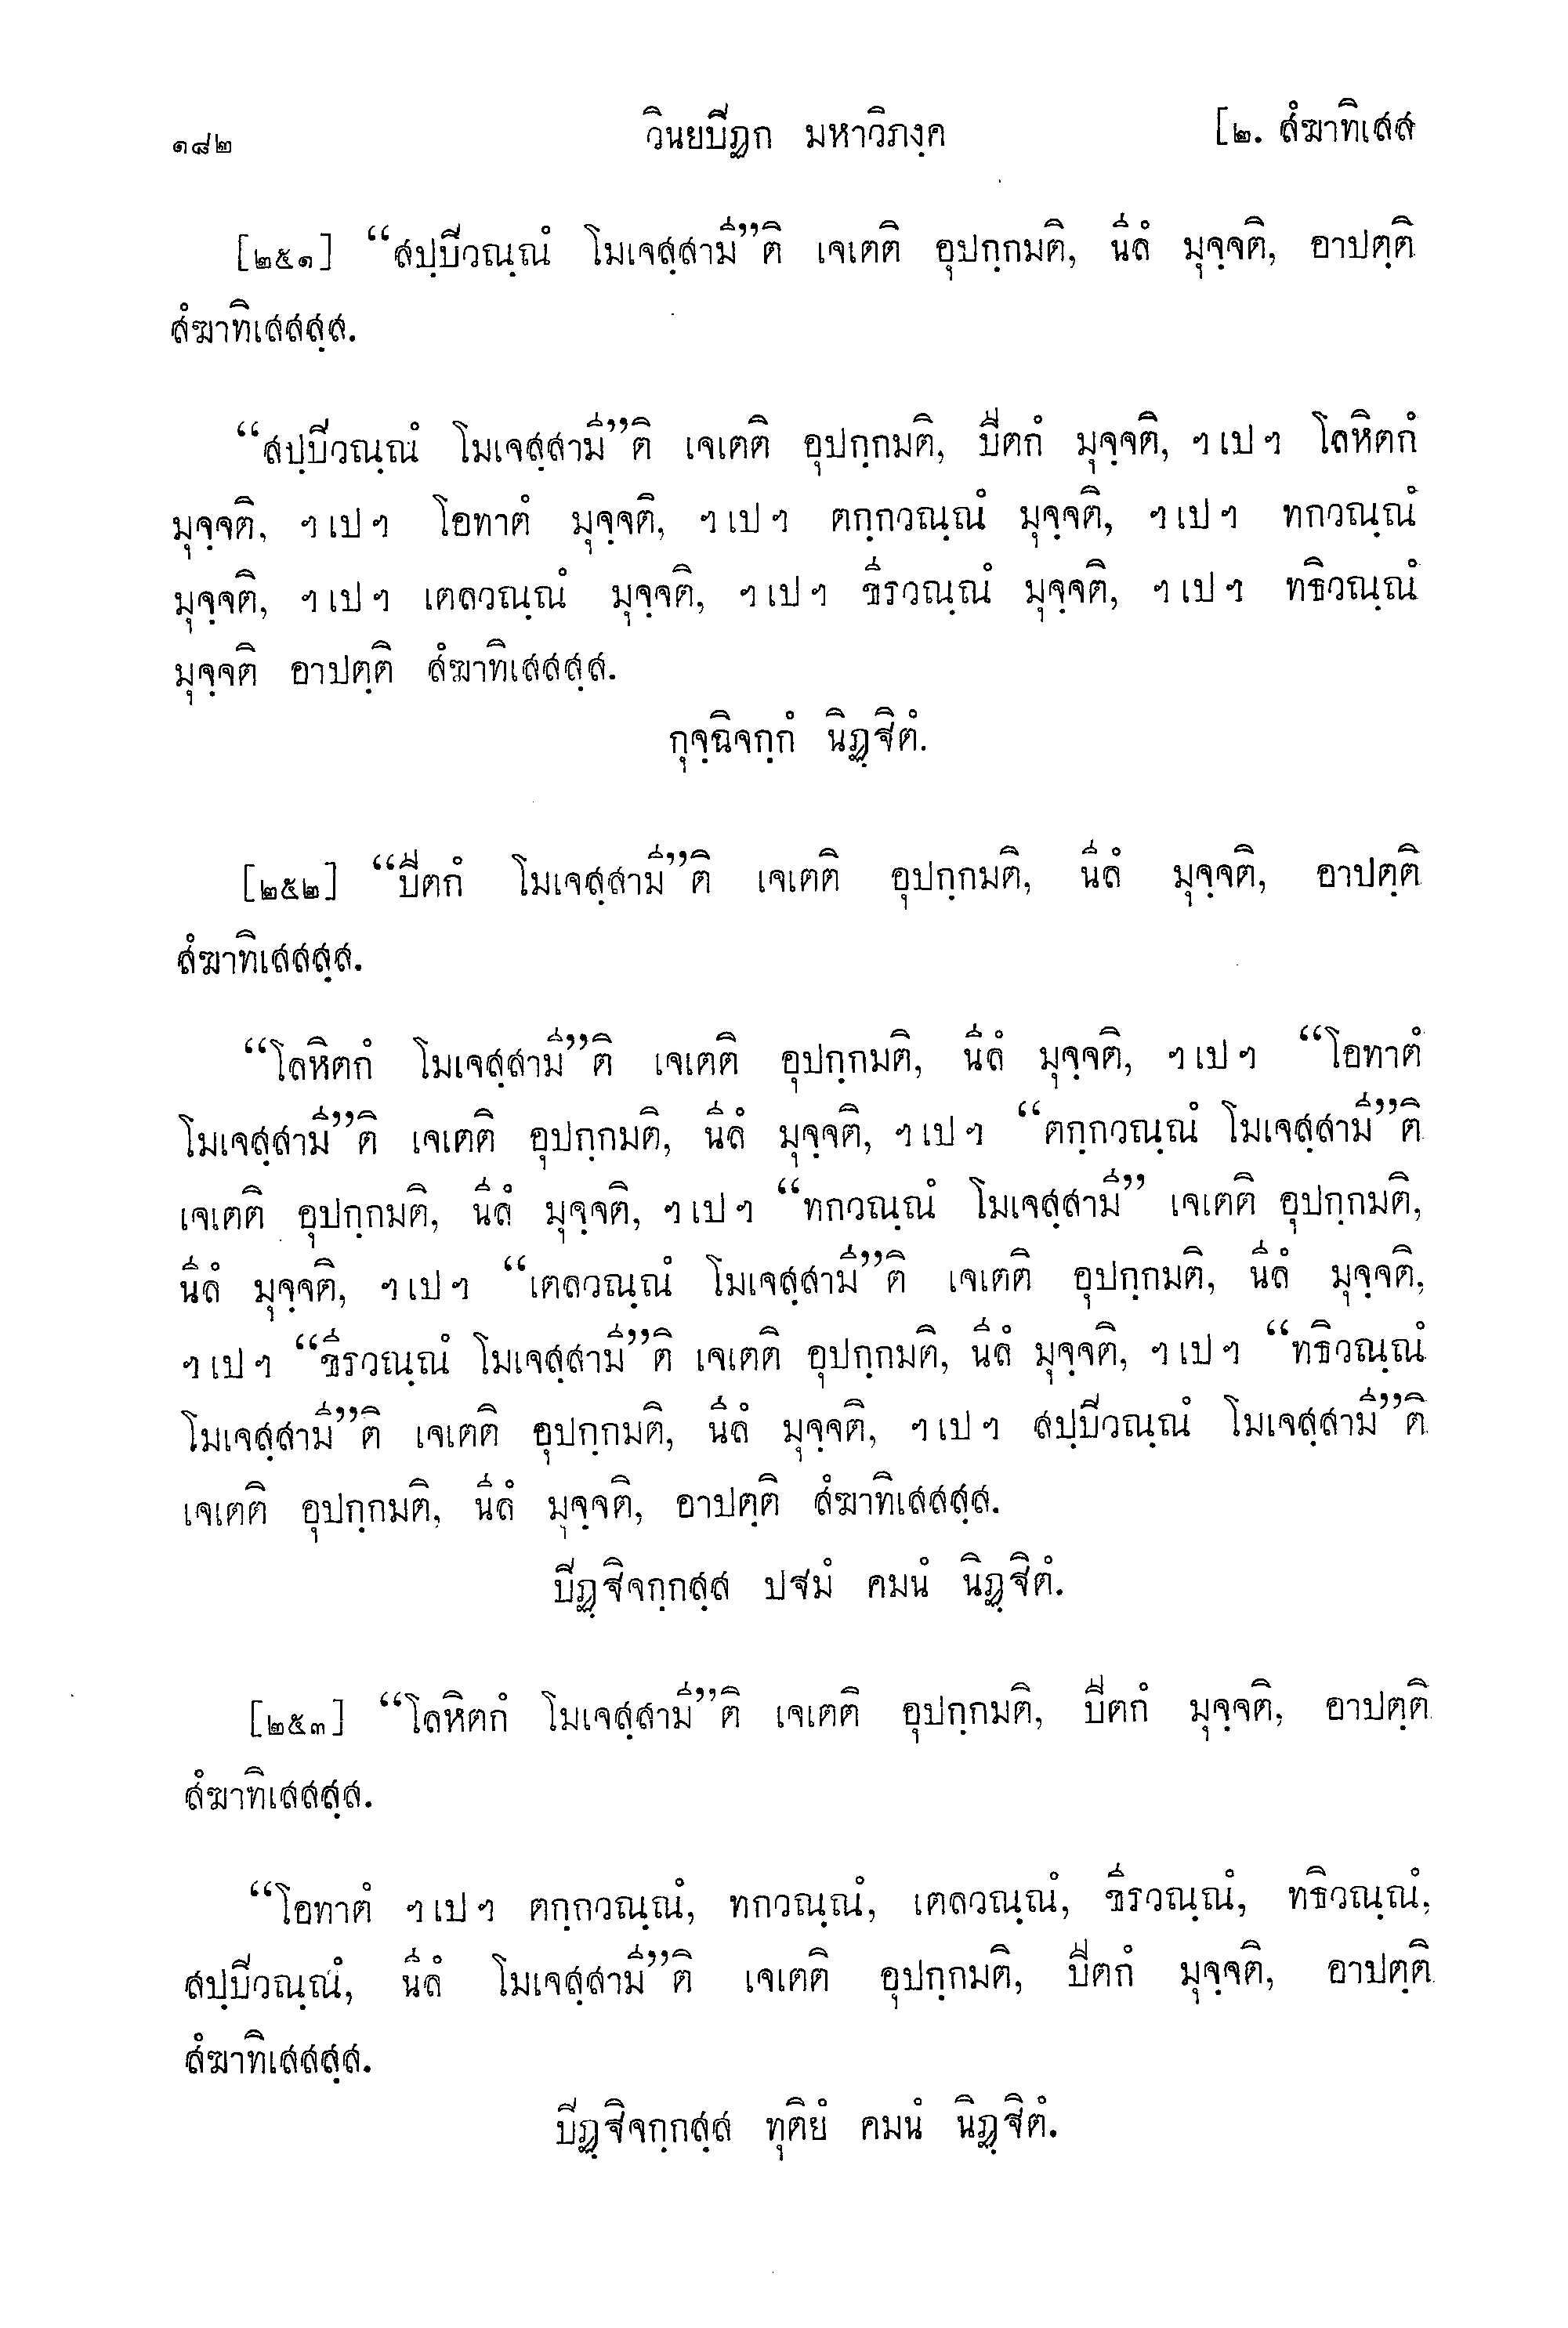 ๑๘๒ วินยปิฏก มหาวิภงฺค [๒. สํฆาทิเสส
[๒๕๑] “สปฺปิวณฺณํ โมเจสฺสามี”ติ เจเตติ อุปกฺกมติ, นีลํ มุจฺจติ, อาปตฺติ
สํฆาทิเสสสฺส.
“สปฺปิวณฺณํ โมเจสฺสามี”ติ เจเตติ อุปกฺกมติ, ปีตกํ มุจฺจติ, ฯ เป ฯ โลหิตกํ
มุจฺจติ, ฯ เป ฯ โอทาตํ มุจฺจติ, ฯ เป ฯ ตกฺกวณฺณํ มุจฺจติ, ฯ เป ฯ ทกวณฺณํ
มุจฺจติ, ฯ เป ฯ เตลวณฺณํ มุจฺจติ, ฯ เป ฯ ขีรวณฺณํ มุจฺจติ, ฯ เป ฯ ทธิวณฺณํ
มุจฺจติ อาปตฺติ สํฆาทิเสสสฺส.
กุจฺฉิจกฺกํ นิฏฺฐิตํ.
[๒๕๒] “ปีตกํ โมเจสฺสามี”ติ เจเตติ อุปกฺกมติ, นีลํ มุจฺจติ, อาปตฺติ
สํฆาทิเสสสฺส.
“โลหิตกํ โมเจสฺสามี”ติ เจเตติ อุปกฺกมติ, นีลํ มุจฺจติ, ฯ เป ฯ “โอทาตํ
โมเจสฺสามี”ติ เจเตติ อุปกฺกมติ, นีลํ มุจฺจติ, ฯ เป ฯ “ตกฺกวณฺณํ โมเจสฺสามี”ติ
เจเตติ อุปกฺกมติ, นีลํ มุจฺจติ, ฯ เป ฯ “ทกวณฺณํ โมเจสฺสามี” เจเตติ อุปกฺกมติ,
นีลํ มุจฺจติ, ฯ เป ฯ “เตลวณฺณํ โมเจสฺสามี”ติ เจเตติ อุปกฺกมติ, นีลํ มุจฺจติ,
ฯ เป ฯ “ขีรวณฺณํ โมเจสฺสามี”ติ เจเตติ อุปกฺกมติ, นีลํ มุจฺจติ, ฯ เป ฯ “ทธิวณฺณํ
โมเจสฺสามี”ติ เจเตติ อุปกฺกมติ, นีลํ มุจฺจติ, ฯ เป ฯ สปฺปิวณฺณํ โมเจสฺสามี”ติ
เจเตติ อุปกฺกมติ, นีลํ มุจฺจติ, อาปตฺติ สํฆาทิเสสสฺส.
ปิฏฺฐิจกฺกสฺส ปฐมํ คมนํ นิฏฺฐิตํ.
[๒๕๓] “โลหิตกํ โมเจสฺสามี”ติ เจเตติ อุปกฺกมติ, ปีตกํ มุจฺจติ, อาปตฺติ
สํฆาทิเสสสฺส.
“โอทาตํ ฯ เป ฯ ตกฺกวณฺณํ, ทกวณฺณํ, เตลวณฺณํ, ขีรวณฺณํ, ทธิวณฺณํ,
สปฺปิวณฺณํ, นีลํ โมเจสฺสามี”ติ เจเตติ อุปกฺกมติ, ปีตกํ มุจฺจติ, อาปตฺติ
สํฆาทิเสสสฺส.
ปิฏฺฐิจกฺกสฺส ทุติยํ คมนํ นิฏฺฐิตํ.